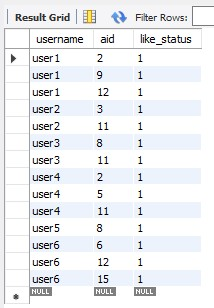 Result Grid Filter Rows:
username aid like_status
user1 2 1
user1 9 1
user1 12 1
user2 3 1
user2 11 1
user3 8 1
user3 11 1
user4 2 1
user4 5 1
user4 11 1
user5 8 1
user6 6 1
user6 12 1
user6 15 1
NULL NULL NULL